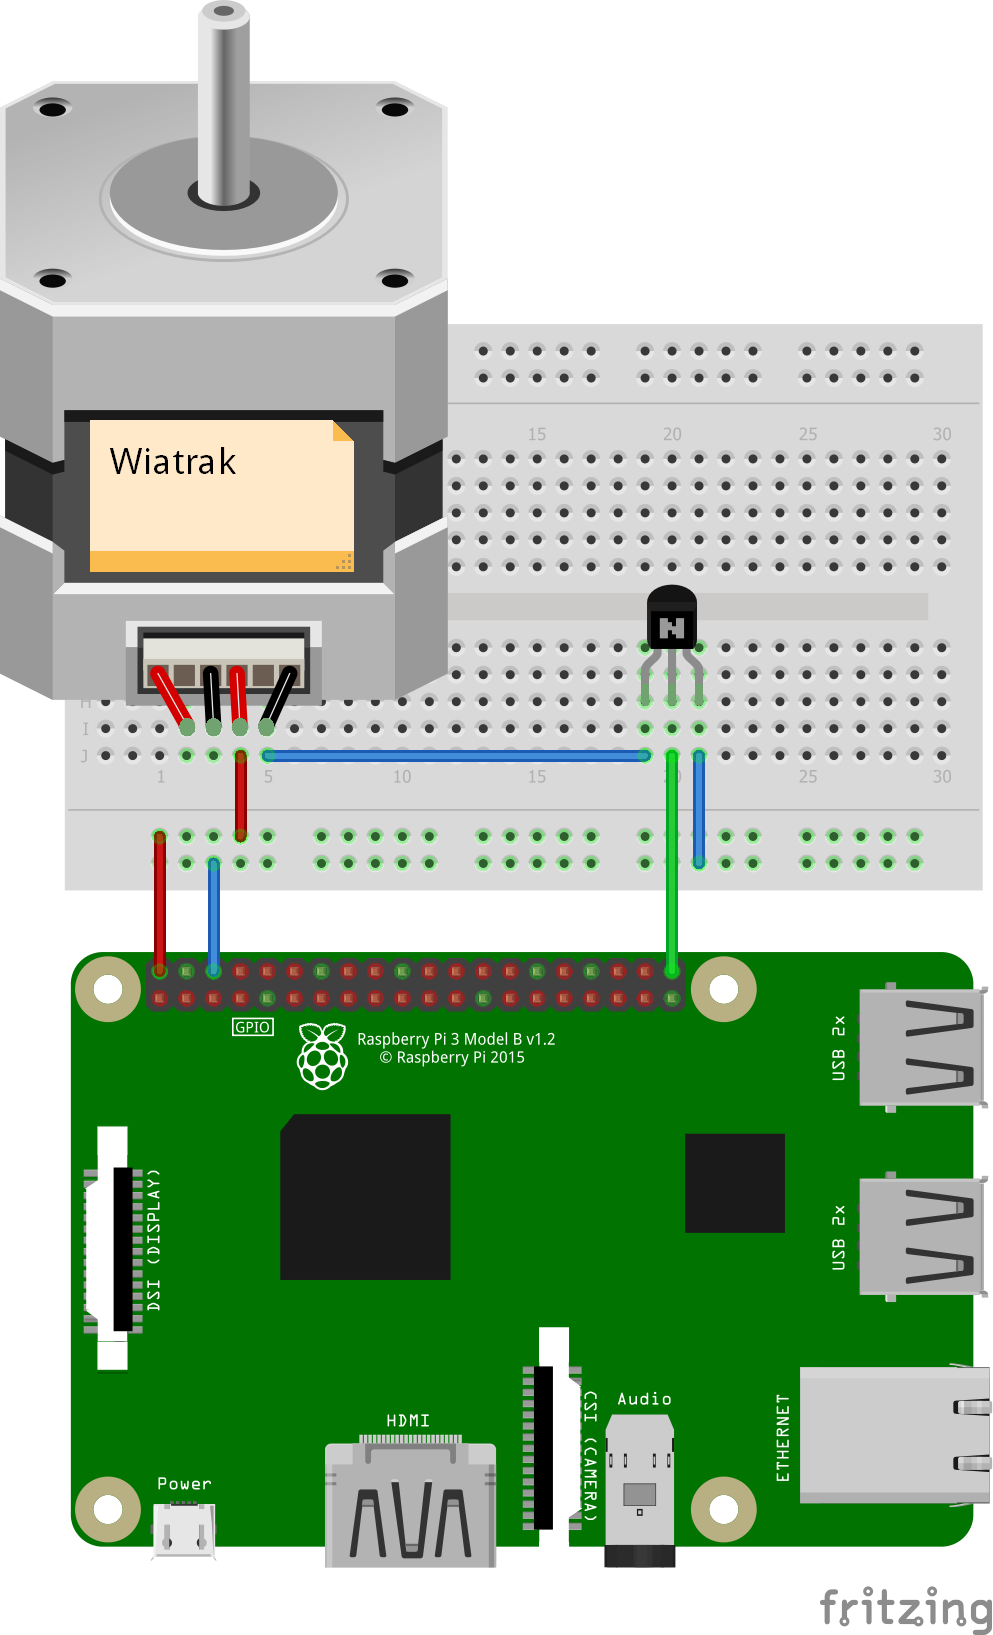 Wiatrak
15 20 25 30
H
I
J
1 5 10 15 20 25 30
N
GPIO
Raspberry Pi 3 Model B v1.2
© Raspberry Pi 2015
USB 2x
DSI (DISPLAY)
USB 2x
HDMI
CSI (CAMERA)
Audio
ETHERNET
Power
fritzing